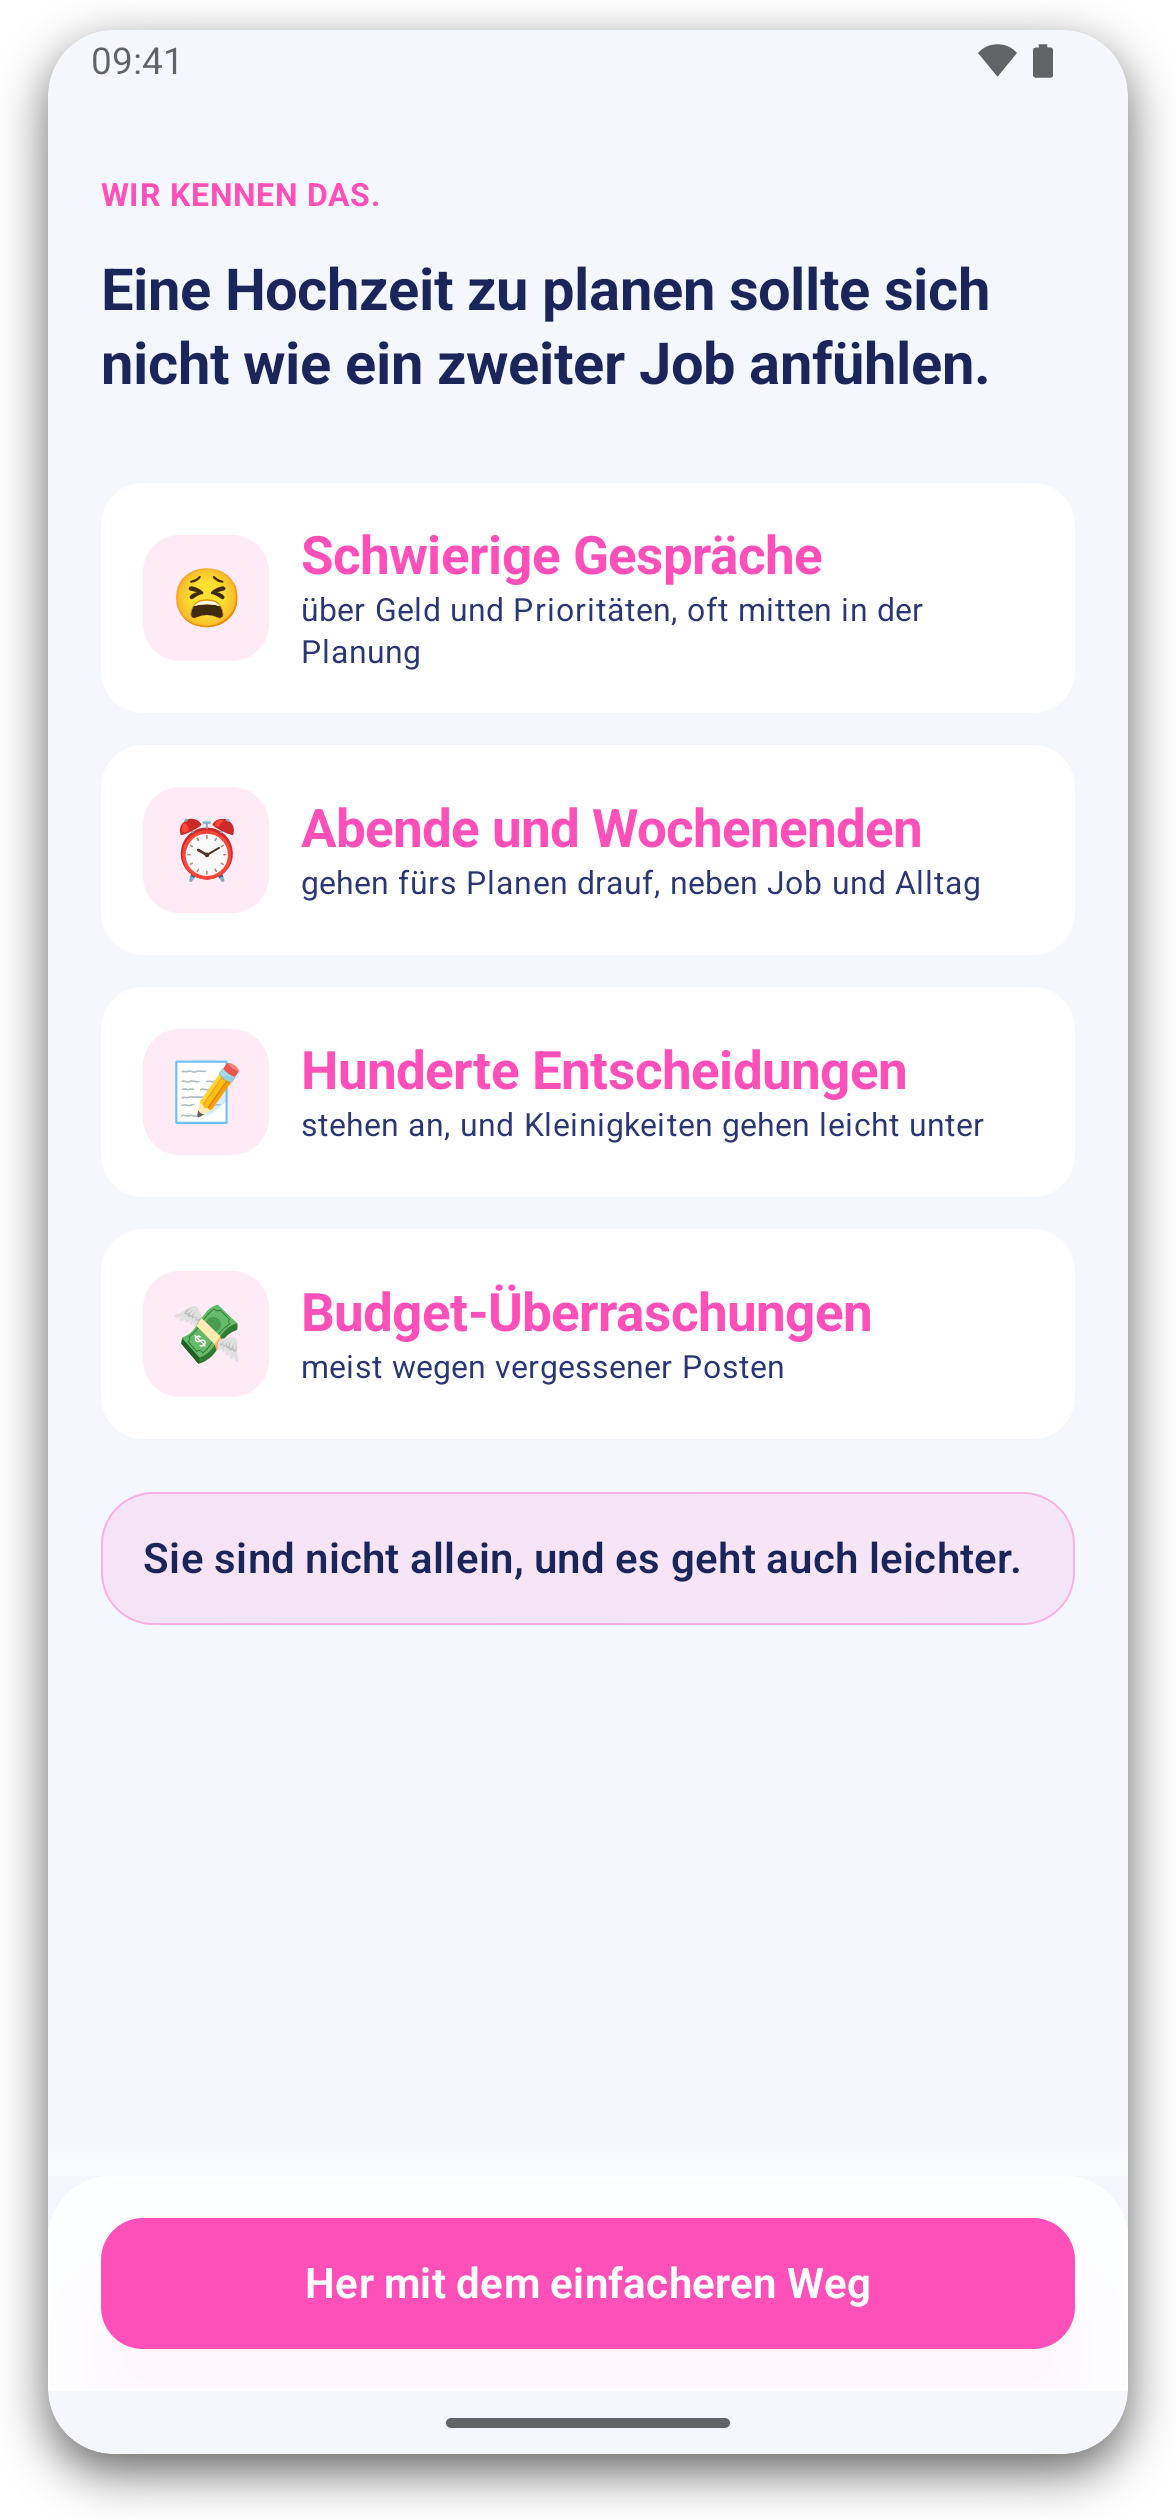 09:41
WIR KENNEN DAS.
Eine Hochzeit zu planen sollte sich
nicht wie ein zweiter Job anfühlen.
Schwierige Gespräche
über Geld und Prioritäten, oft mitten in der
Planung
Abende und Wochenenden
gehen fürs Planen drauf, neben Job und Alltag
Hunderte Entscheidungen
stehen an, und Kleinigkeiten gehen leicht unter
Budget-Überraschungen
meist wegen vergessener Posten
Sie sind nicht allein, und es geht auch leichter.
Her mit dem einfacheren Weg